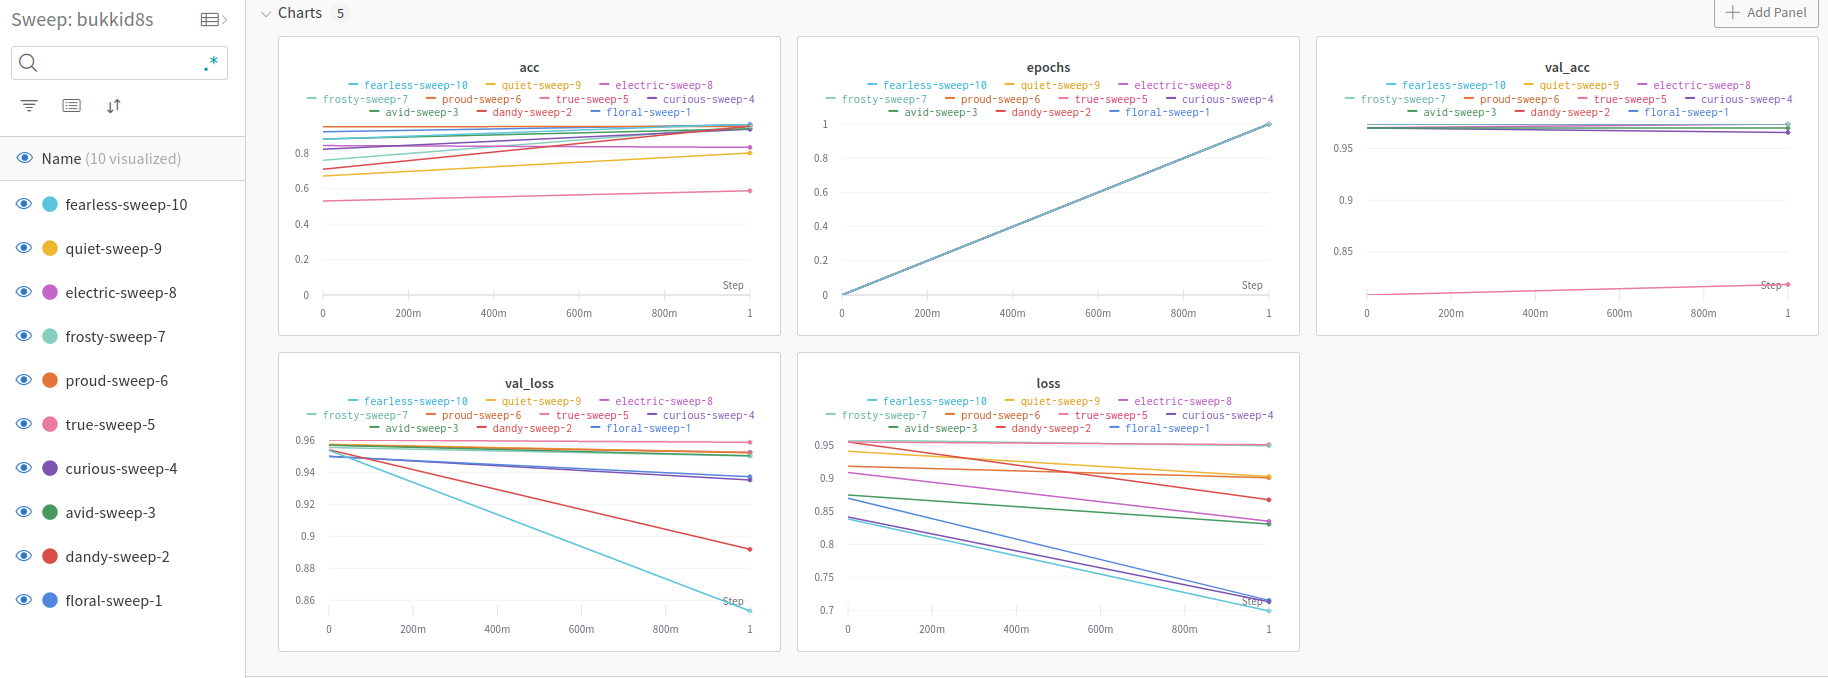 Sweep: bukkid8s
.*
Name (10 visualized)
fearless-sweep-10
quiet-sweep-9
electric-sweep-8
frosty-sweep-7
proud-sweep-6
true-sweep-5
curious-sweep-4
avid-sweep-3
dandy-sweep-2
floral-sweep-1
Charts 5
Add Panel
acc
fearless-sweep-10 quiet-sweep-9 electric-sweep-8
frosty-sweep-7 proud-sweep-6 true-sweep-5 curious-sweep-4
avid-sweep-3 dandy-sweep-2 floral-sweep-1
0.8
0.6
0.4
0.2
0
Step
0 200m 400m 600m 800m 1
epochs
fearless-sweep-10 quiet-sweep-9 electric-sweep-8
frosty-sweep-7 proud-sweep-6 true-sweep-5 curious-sweep-4
avid-sweep-3 dandy-sweep-2 floral-sweep-1
1
0.8
0.6
0.4
0.2
0
Step
0 200m 400m 600m 800m 1
val_acc
fearless-sweep-10 quiet-sweep-9 electric-sweep-8
frosty-sweep-7 proud-sweep-6 true-sweep-5 curious-sweep-4
avid-sweep-3 dandy-sweep-2 floral-sweep-1
0.95
0.9
0.85
Step
0 200m 400m 600m 800m 1
val_loss
fearless-sweep-10 quiet-sweep-9 electric-sweep-8
frosty-sweep-7 proud-sweep-6 true-sweep-5 curious-sweep-4
avid-sweep-3 dandy-sweep-2 floral-sweep-1
0.96
0.94
0.92
0.9
0.88
0.86
Step
0 200m 400m 600m 800m 1
loss
fearless-sweep-10 quiet-sweep-9 electric-sweep-8
frosty-sweep-7 proud-sweep-6 true-sweep-5 curious-sweep-4
avid-sweep-3 dandy-sweep-2 floral-sweep-1
0.95
0.9
0.85
0.8
0.75
0.7
Step
0 200m 400m 600m 800m 1